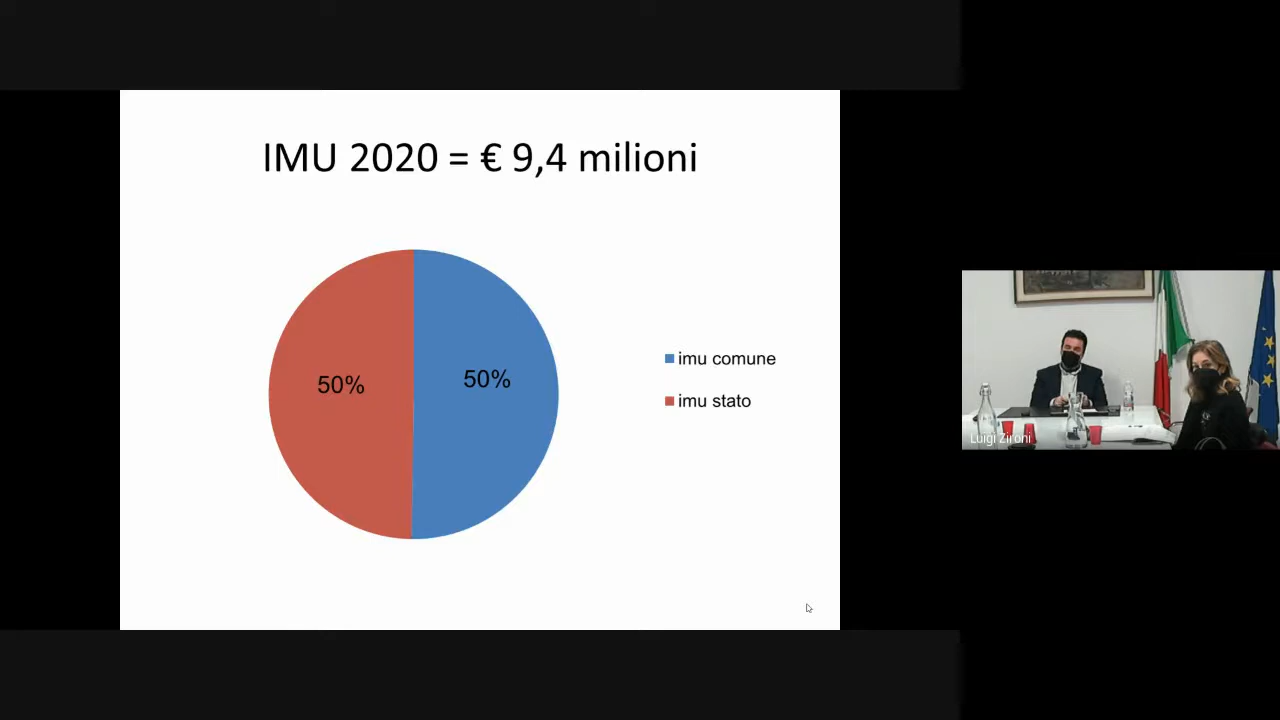 IMU 2020 = € 9,4 milioni
50%
50%
imu comune
imu stato
Luigi Zironi